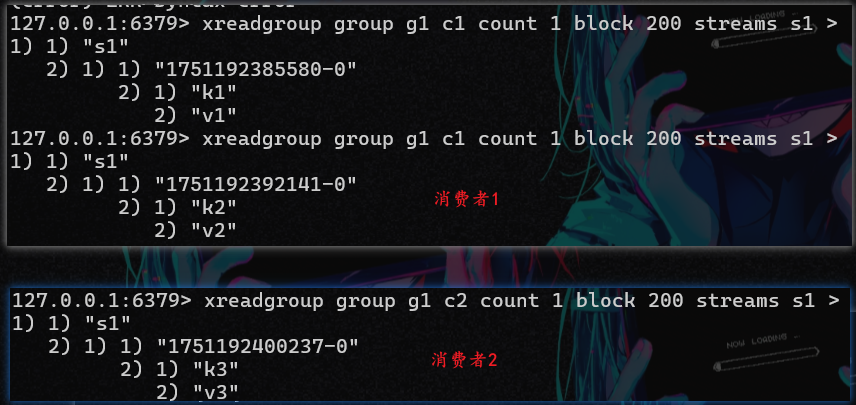 127.0.0.1:6379> xreadgroup group g1 c1 count 1 block 200 streams s1 >
1) 1) "s1"
   2) 1) 1) "1751192385580-0"
         2) 1) "k1"
            2) "v1"
127.0.0.1:6379> xreadgroup group g1 c1 count 1 block 200 streams s1 >
1) 1) "s1"
   2) 1) 1) "1751192392141-0"
         2) 1) "k2"
            2) "v2"
消费者1
127.0.0.1:6379> xreadgroup group g1 c2 count 1 block 200 streams s1 >
1) 1) "s1"
   2) 1) 1) "1751192400237-0"
         2) 1) "k3"
            2) "v3"
消费者2
NOW LOADING